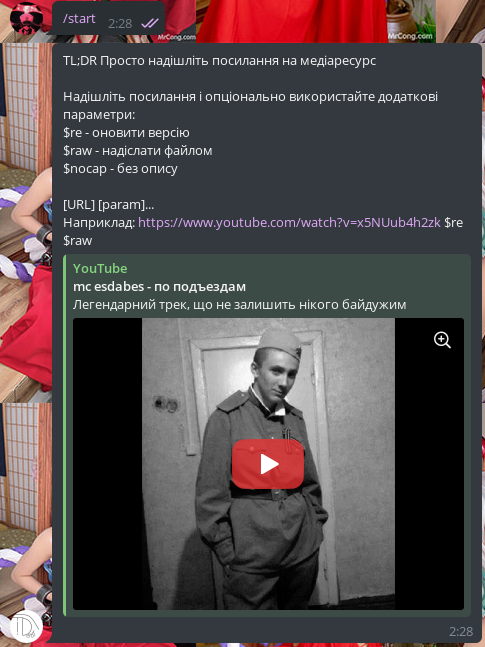 /start
2:28
MrCong.com
MrCong.com
TL;DR Просто надішліть посилання на медіаресурс
Надішліть посилання і опціонально використайте додаткові
параметри:
$re - оновити версію
$raw - надіслати файлом
$nocap - без опису
[URL] [param]...
Наприклад: https://www.youtube.com/watch?v=x5NUub4h2zk $re
$raw
YouTube
mc esdabes - по подъездам
Легендарний трек, що не залишить нікого байдужим
2:28